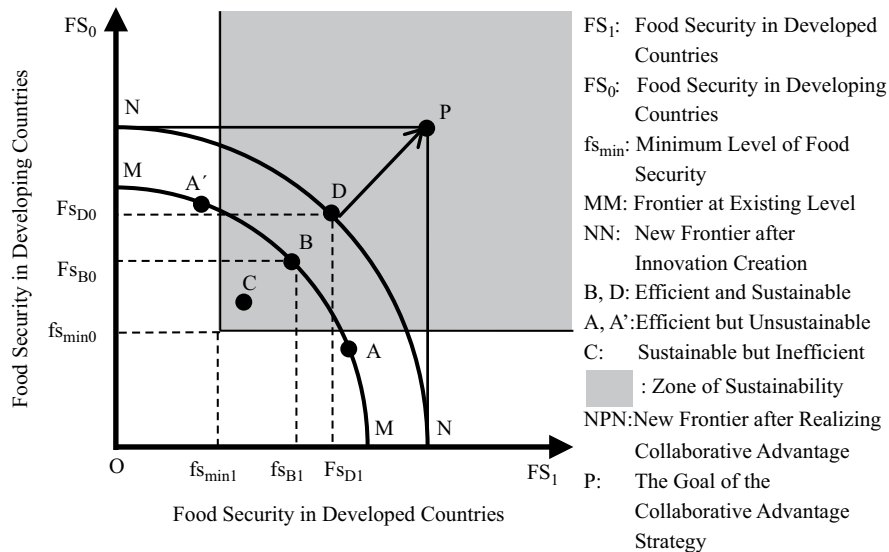 FS0
Food Security in Developing Countries
N
M
A´
FsD0
D
B
FsB0
C
fsmin0
A
P
M
N
O
fsmin1
fsB1
FsD1
FS1
Food Security in Developed Countries
FS1: Food Security in Developed
Countries
FS0: Food Security in Developing
Countries
fsmin: Minimum Level of Food
Security
MM: Frontier at Existing Level
NN: New Frontier after
Innovation Creation
B, D: Efficient and Sustainable
A, A’:Efficient but Unsustainable
C: Sustainable but Inefficient
: Zone of Sustainability
NPN:New Frontier after Realizing
Collaborative Advantage
P: The Goal of the
Collaborative Advantage
Strategy